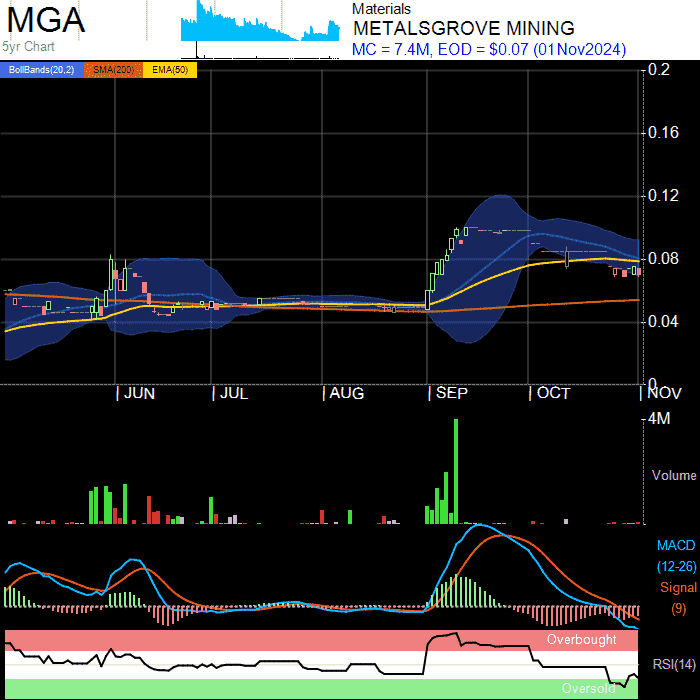 MGA
5yr Chart
Materials
METALSGROVE MINING
MC = 7.4M, EOD = $0.07 (01Nov2024)
BollBands(20,2) SMA(200) EMA(50)
0.2
0.16
0.12
0.08
0.04
0
JUN JUL AUG SEP OCT NOV
4M
Volume
MACD
(12-26)
Signal
(9)
Overbought
RSI(14)
Oversold